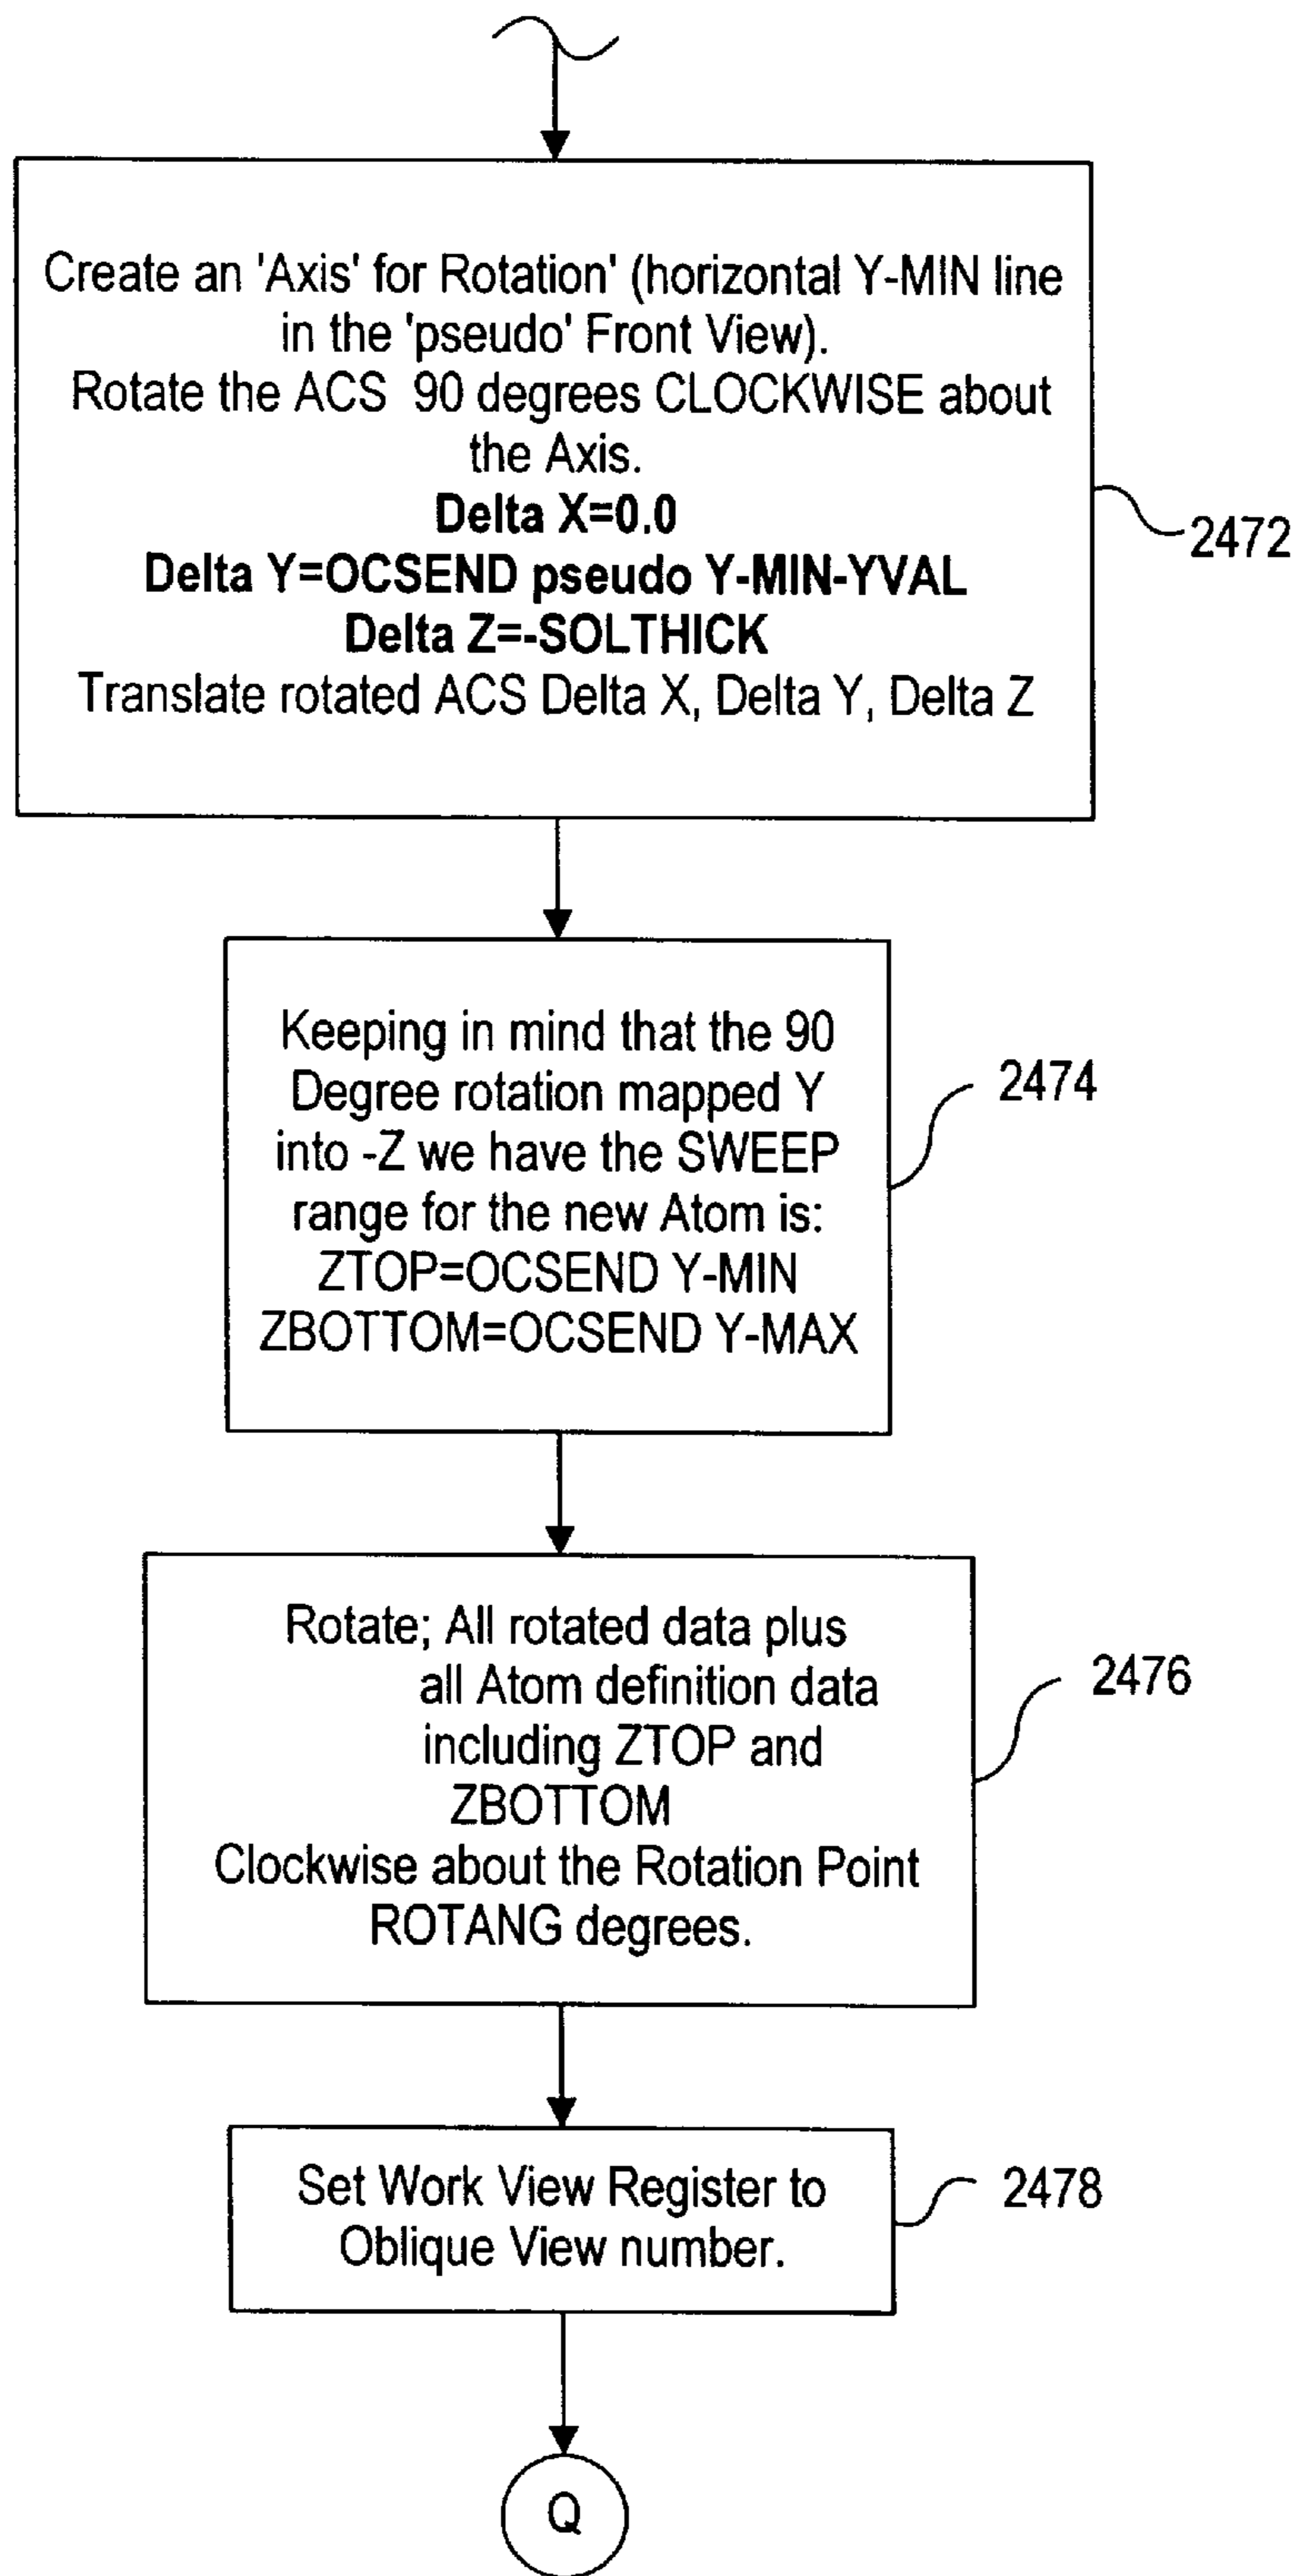 Create an 'Axis' for Rotation' (horizontal Y-MIN line
in the 'pseudo' Front View).
Rotate the ACS 90 degrees CLOCKWISE about
the Axis.
Delta X=0.0
Delta Y=OCSEND pseudo Y-MIN-YVAL
Delta Z=-SOLTHICK
Translate rotated ACS Delta X, Delta Y, Delta Z
2472
Keeping in mind that the 90
Degree rotation mapped Y
into -Z we have the SWEEP
range for the new Atom is:
ZTOP=OCSEND Y-MIN
ZBOTTOM=OCSEND Y-MAX
2474
Rotate; All rotated data plus
all Atom definition data
including ZTOP and
ZBOTTOM
Clockwise about the Rotation Point
ROTANG degrees.
2476
Set Work View Register to
Oblique View number.
2478
Q